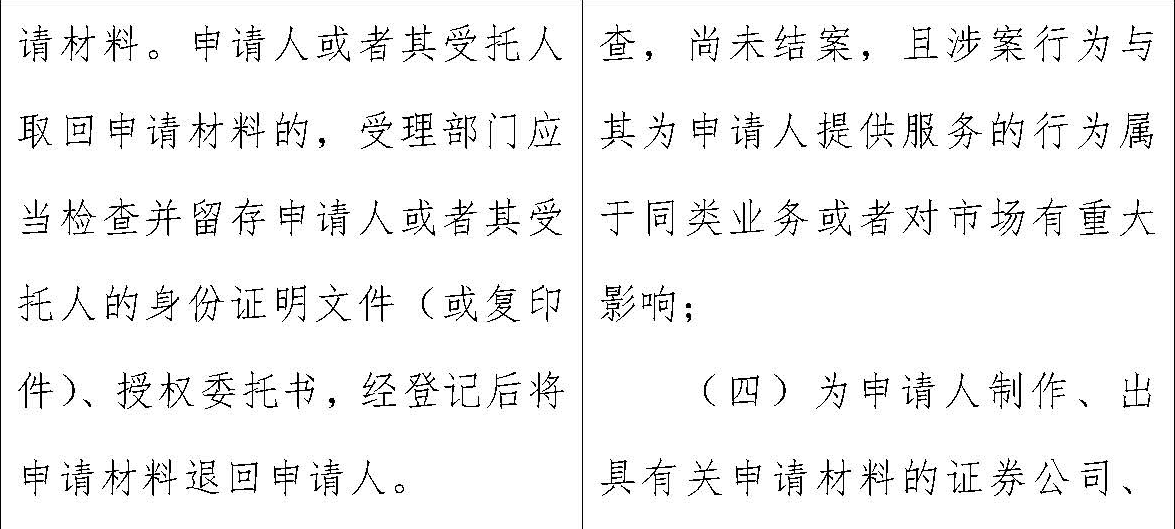 请材料。申请人或者其受托人
取回申请材料的，受理部门应
当检查并留存申请人或者其受
托人的身份证明文件（或复印
件）、授权委托书，经登记后将
申请材料退回申请人。
查，尚未结案，且涉案行为与
其为申请人提供服务的行为属
于同类业务或者对市场有重大
影响；
（四）为申请人制作、出
具有关申请材料的证券公司、